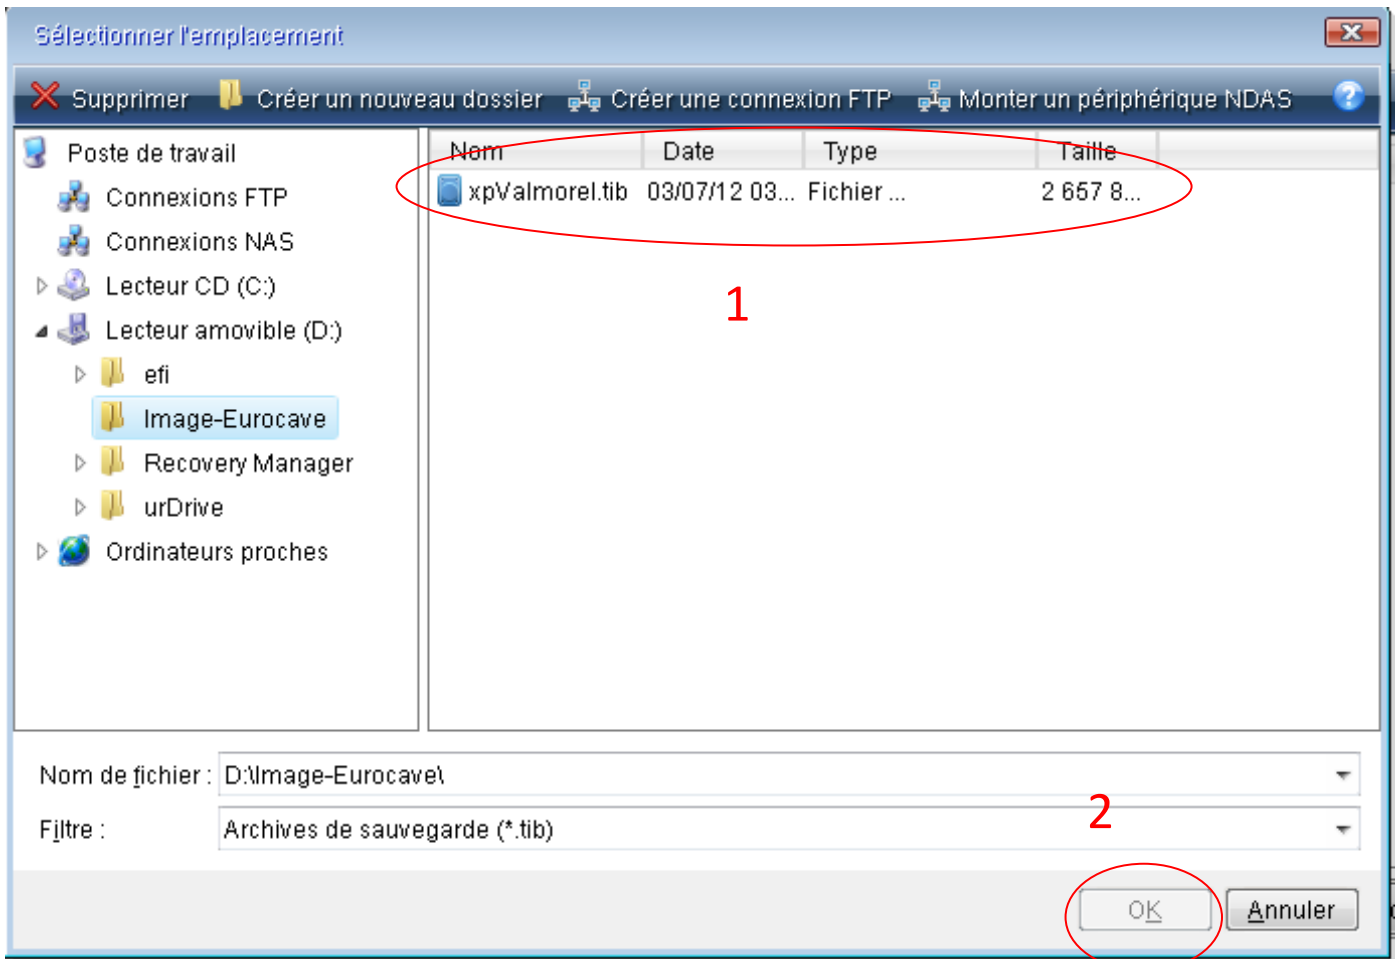 Sélectionner l'emplacement
Supprimer Créer un nouveau dossier Créer une connexion FTP Monter un périphérique NDAS ?
Poste de travail
Connexions FTP
Connexions NAS
Lecteur CD (C:)
Lecteur amovible (D:)
efi
Image-Eurocave
Recovery Manager
urDrive
Ordinateurs proches
Nom Date Type Taille
xpValmorel.tib 03/07/12 03... Fichier ... 2 657 8...
1
Nom de fichier : D:\Image-Eurocave\
2
Filtre : Archives de sauvegarde (*.tib)
OK Annuler